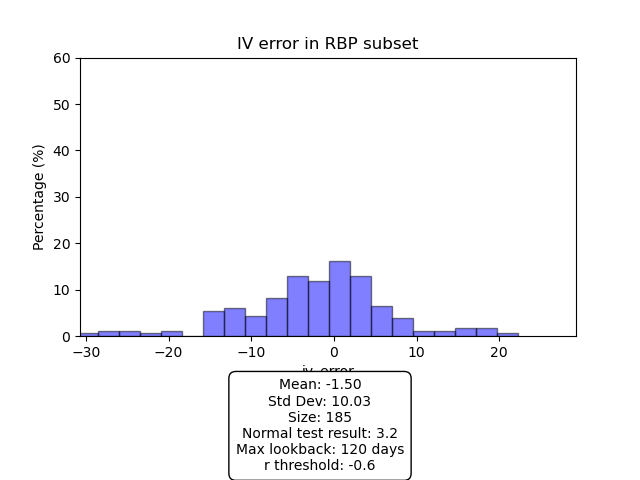 IV error in RBP subset
Percentage (%)
60
50
40
30
20
10
0
−30 −20 −10 0 10 20
iv_error
Mean: -1.50
Std Dev: 10.03
Size: 185
Normal test result: 3.2
Max lookback: 120 days
r threshold: -0.6